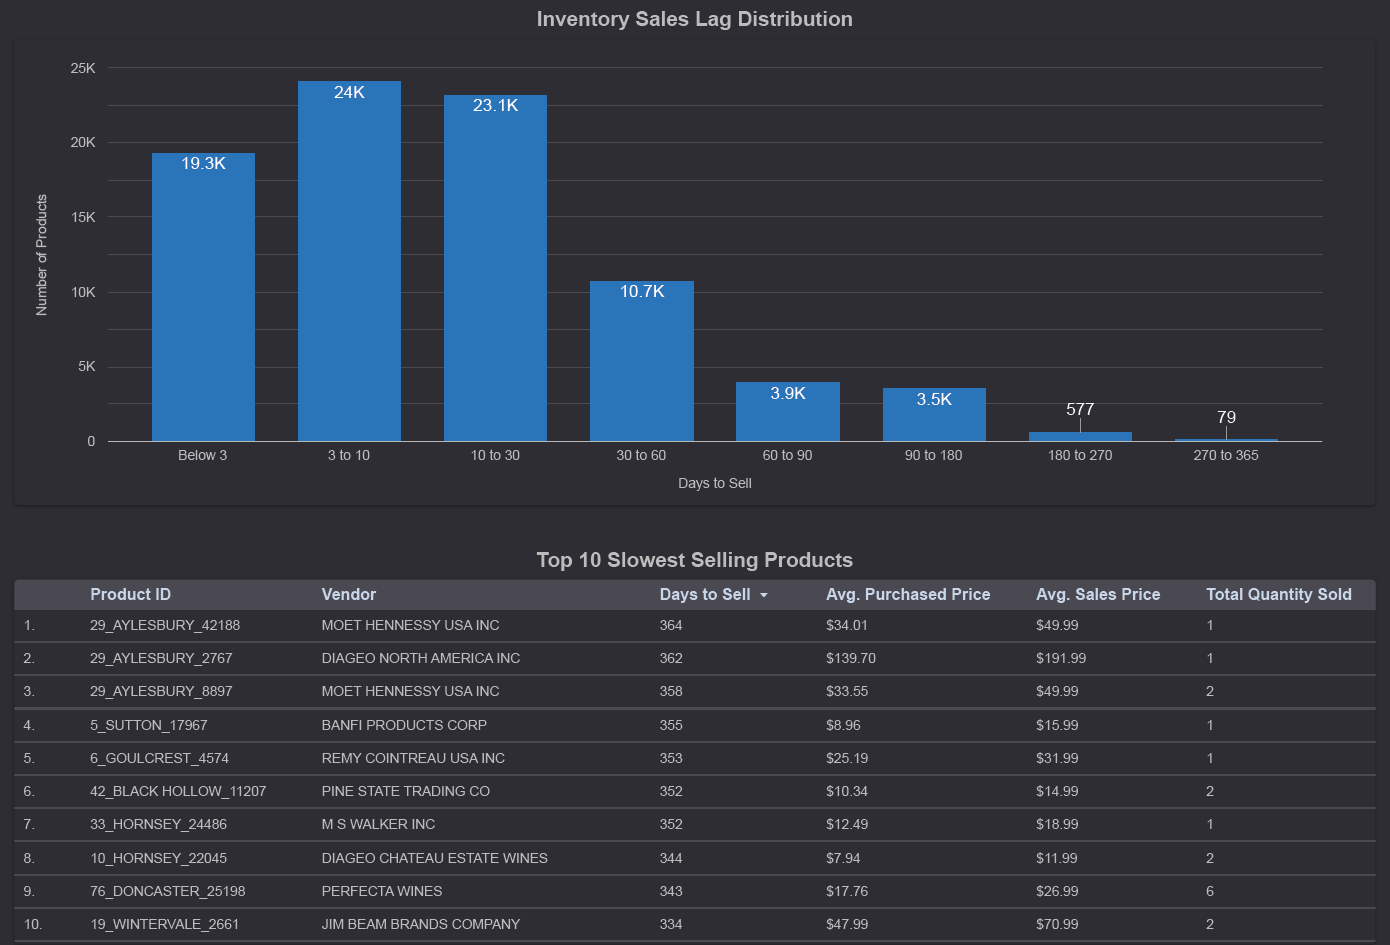 Inventory Sales Lag Distribution
25K
20K
15K
10K
5K
0
Number of Products
19.3K
24K
23.1K
10.7K
3.9K
3.5K
577
79
Below 3 3 to 10 10 to 30 30 to 60 60 to 90 90 to 180 180 to 270 270 to 365
Days to Sell
Top 10 Slowest Selling Products
Product ID Vendor Days to Sell Avg. Purchased Price Avg. Sales Price Total Quantity Sold
1. 29_AYLESBURY_42188 MOET HENNESSY USA INC 364 $34.01 $49.99 1
2. 29_AYLESBURY_2767 DIAGEO NORTH AMERICA INC 362 $139.70 $191.99 1
3. 29_AYLESBURY_8897 MOET HENNESSY USA INC 358 $33.55 $49.99 2
4. 5_SUTTON_17967 BANFI PRODUCTS CORP 355 $8.96 $15.99 1
5. 6_GOULCREST_4574 REMY COINTREAU USA INC 353 $25.19 $31.99 1
6. 42_BLACK HOLLOW_11207 PINE STATE TRADING CO 352 $10.34 $14.99 2
7. 33_HORNSEY_24486 M S WALKER INC 352 $12.49 $18.99 1
8. 10_HORNSEY_22045 DIAGEO CHATEAU ESTATE WINES 344 $7.94 $11.99 2
9. 76_DONCASTER_25198 PERFECTA WINES 343 $17.76 $26.99 6
10. 19_WINTERVALE_2661 JIM BEAM BRANDS COMPANY 334 $47.99 $70.99 2